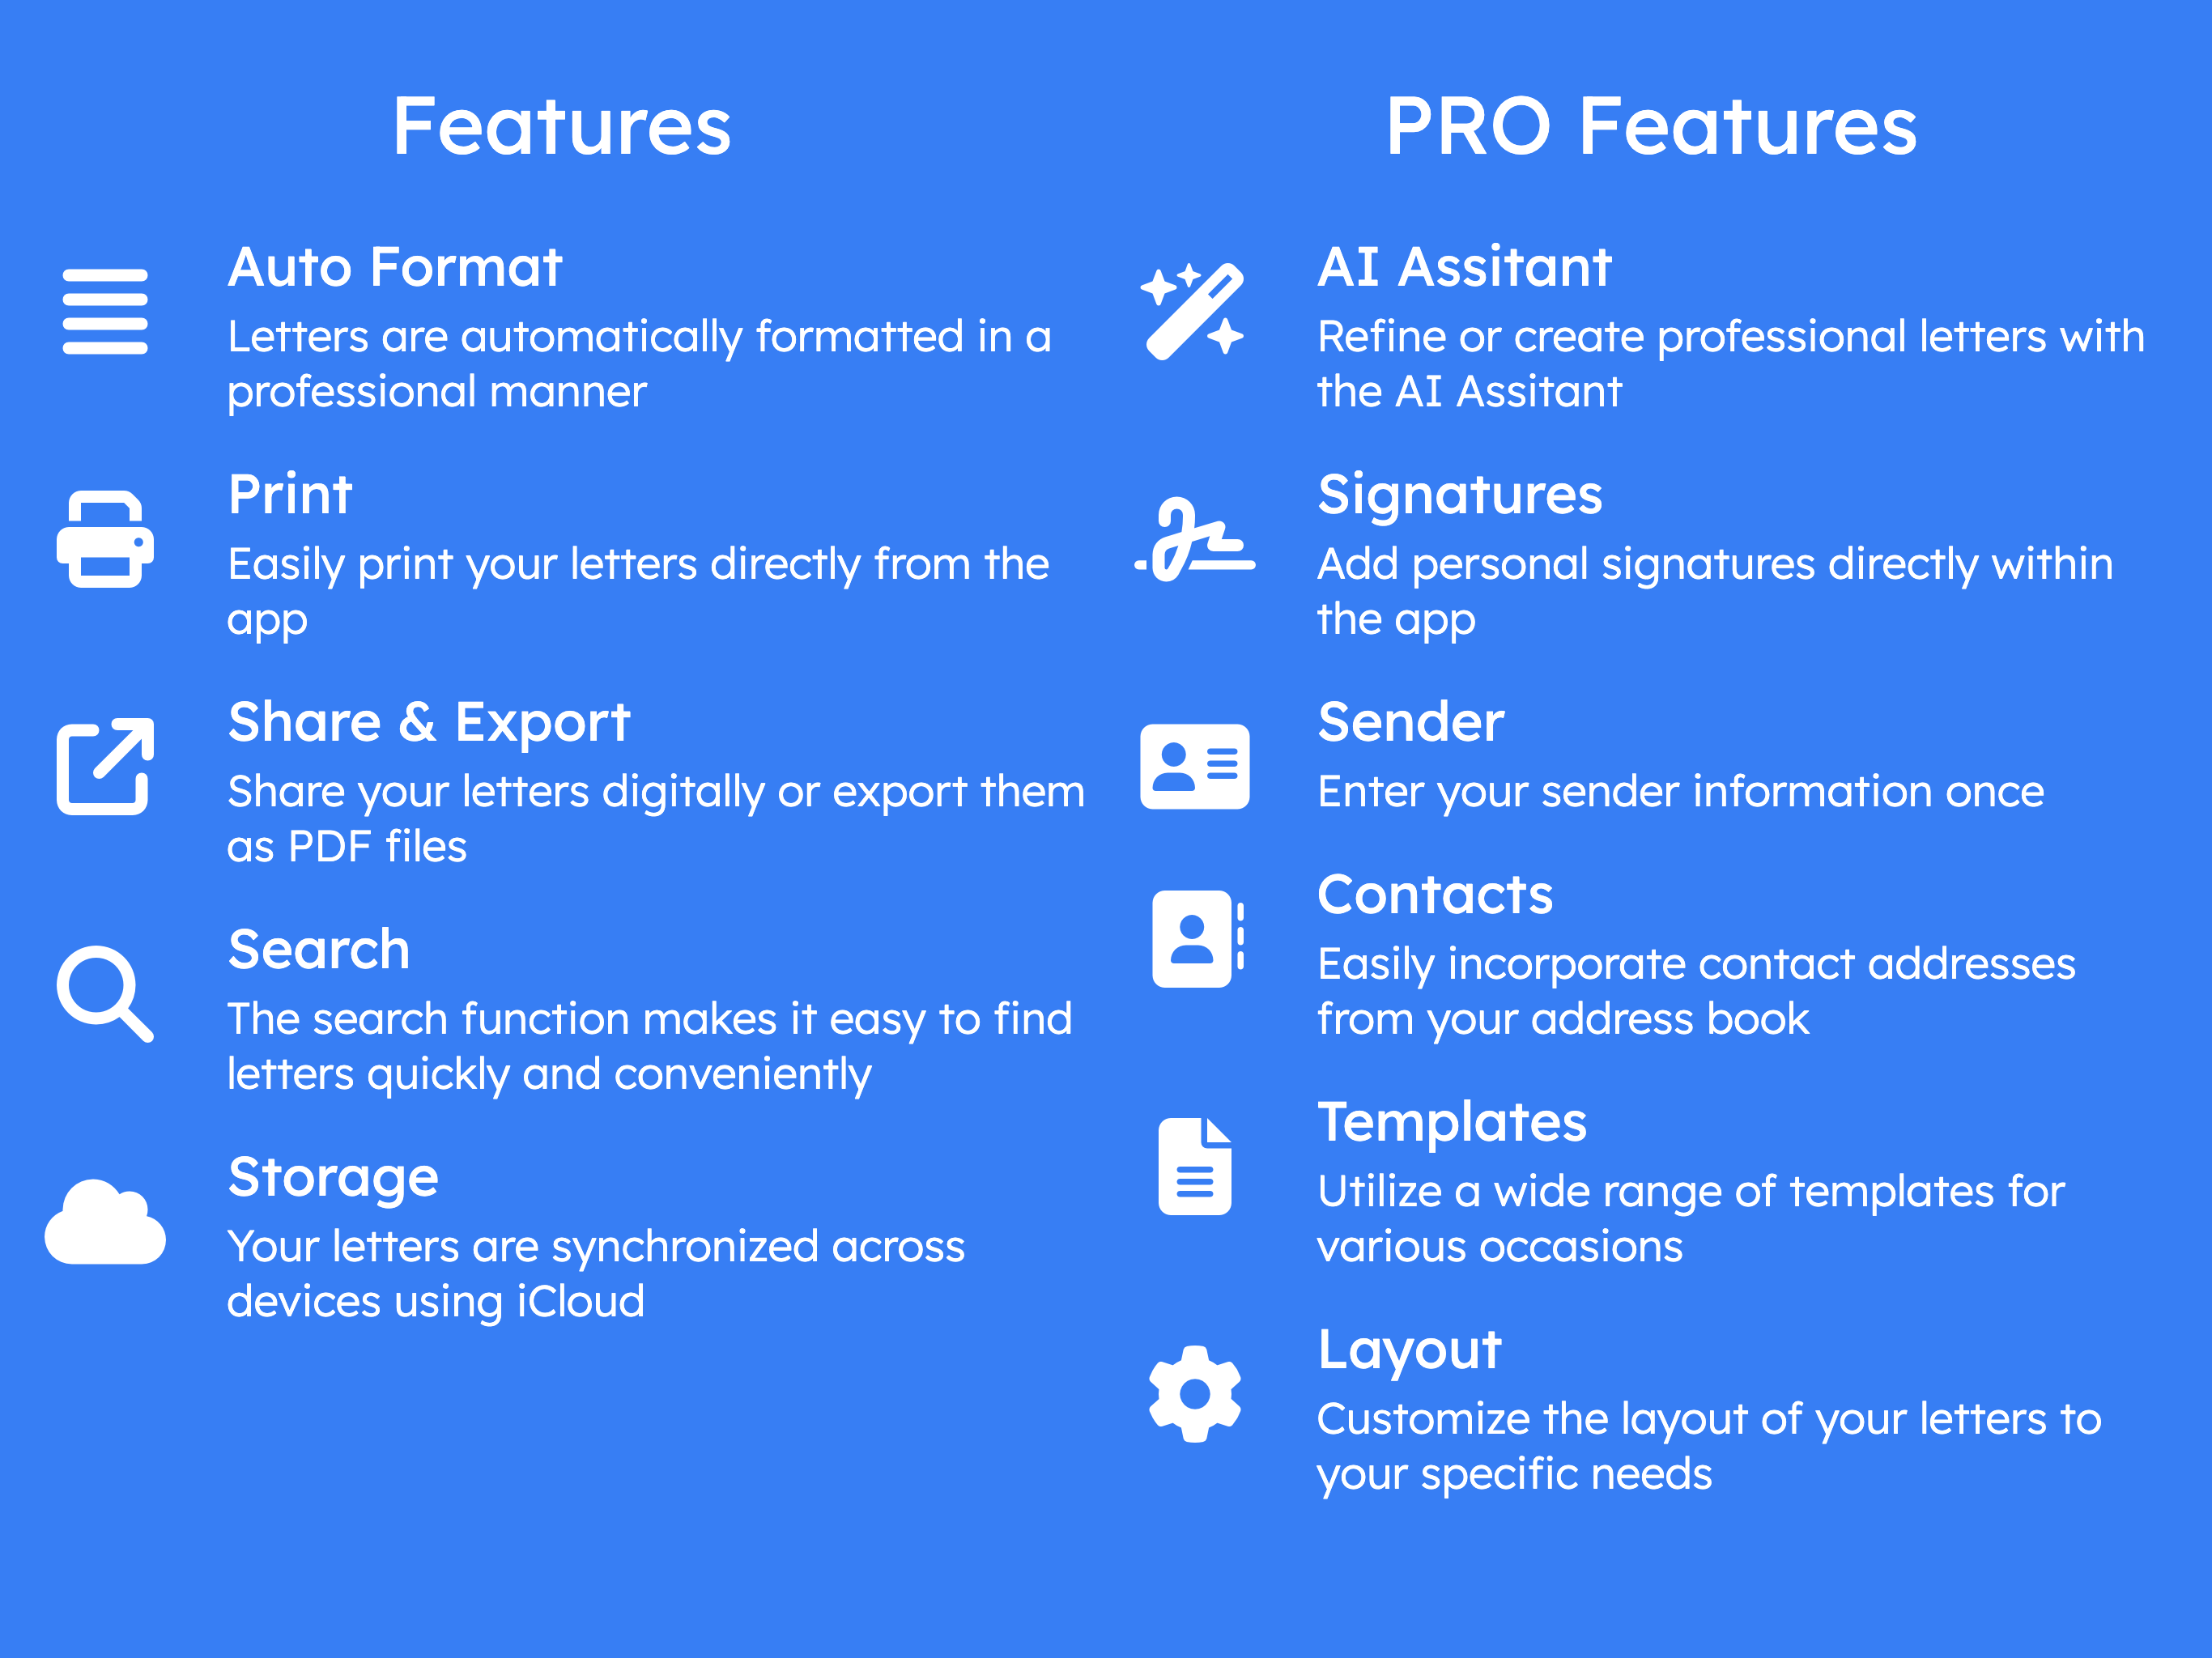 Features
Auto Format
Letters are automatically formatted in a
professional manner
Print
Easily print your letters directly from the
app
Share & Export
Share your letters digitally or export them
as PDF files
Search
The search function makes it easy to find
letters quickly and conveniently
Storage
Your letters are synchronized across
devices using iCloud
PRO Features
AI Assitant
Refine or create professional letters with
the AI Assitant
Signatures
Add personal signatures directly within
the app
Sender
Enter your sender information once
Contacts
Easily incorporate contact addresses
from your address book
Templates
Utilize a wide range of templates for
various occasions
Layout
Customize the layout of your letters to
your specific needs